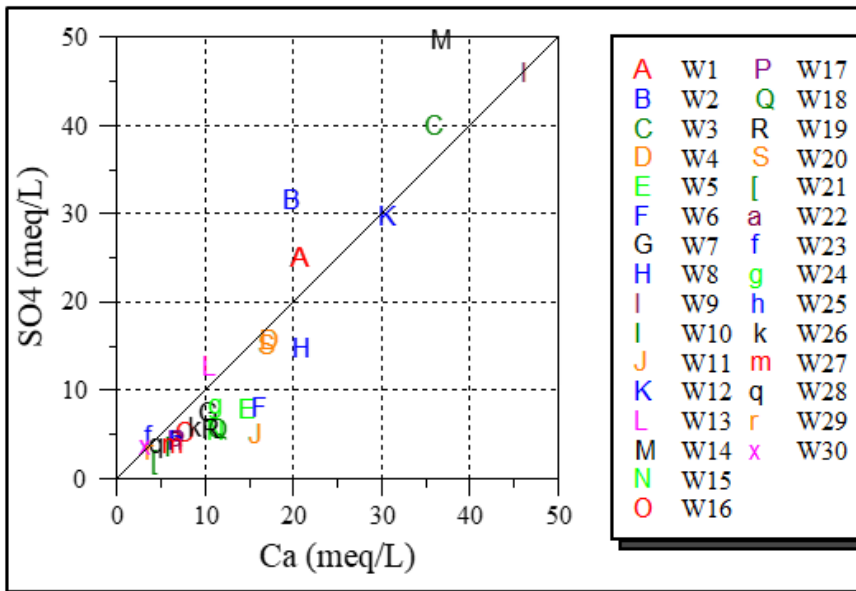 SO4 (meq/L)
50
40
30
20
10
0
0 10 20 30 40 50
Ca (meq/L)
M
I
C
B
K
A
D
S
H
L
A W1 P W17
B W2 Q W18
C W3 R W19
D W4 S W20
E W5 [ W21
F W6 a W22
G W7 f W23
H W8 g W24
I W9 h W25
I W10 k W26
J W11 m W27
K W12 q W28
L W13 r W29
M W14 x W30
N W15
O W16